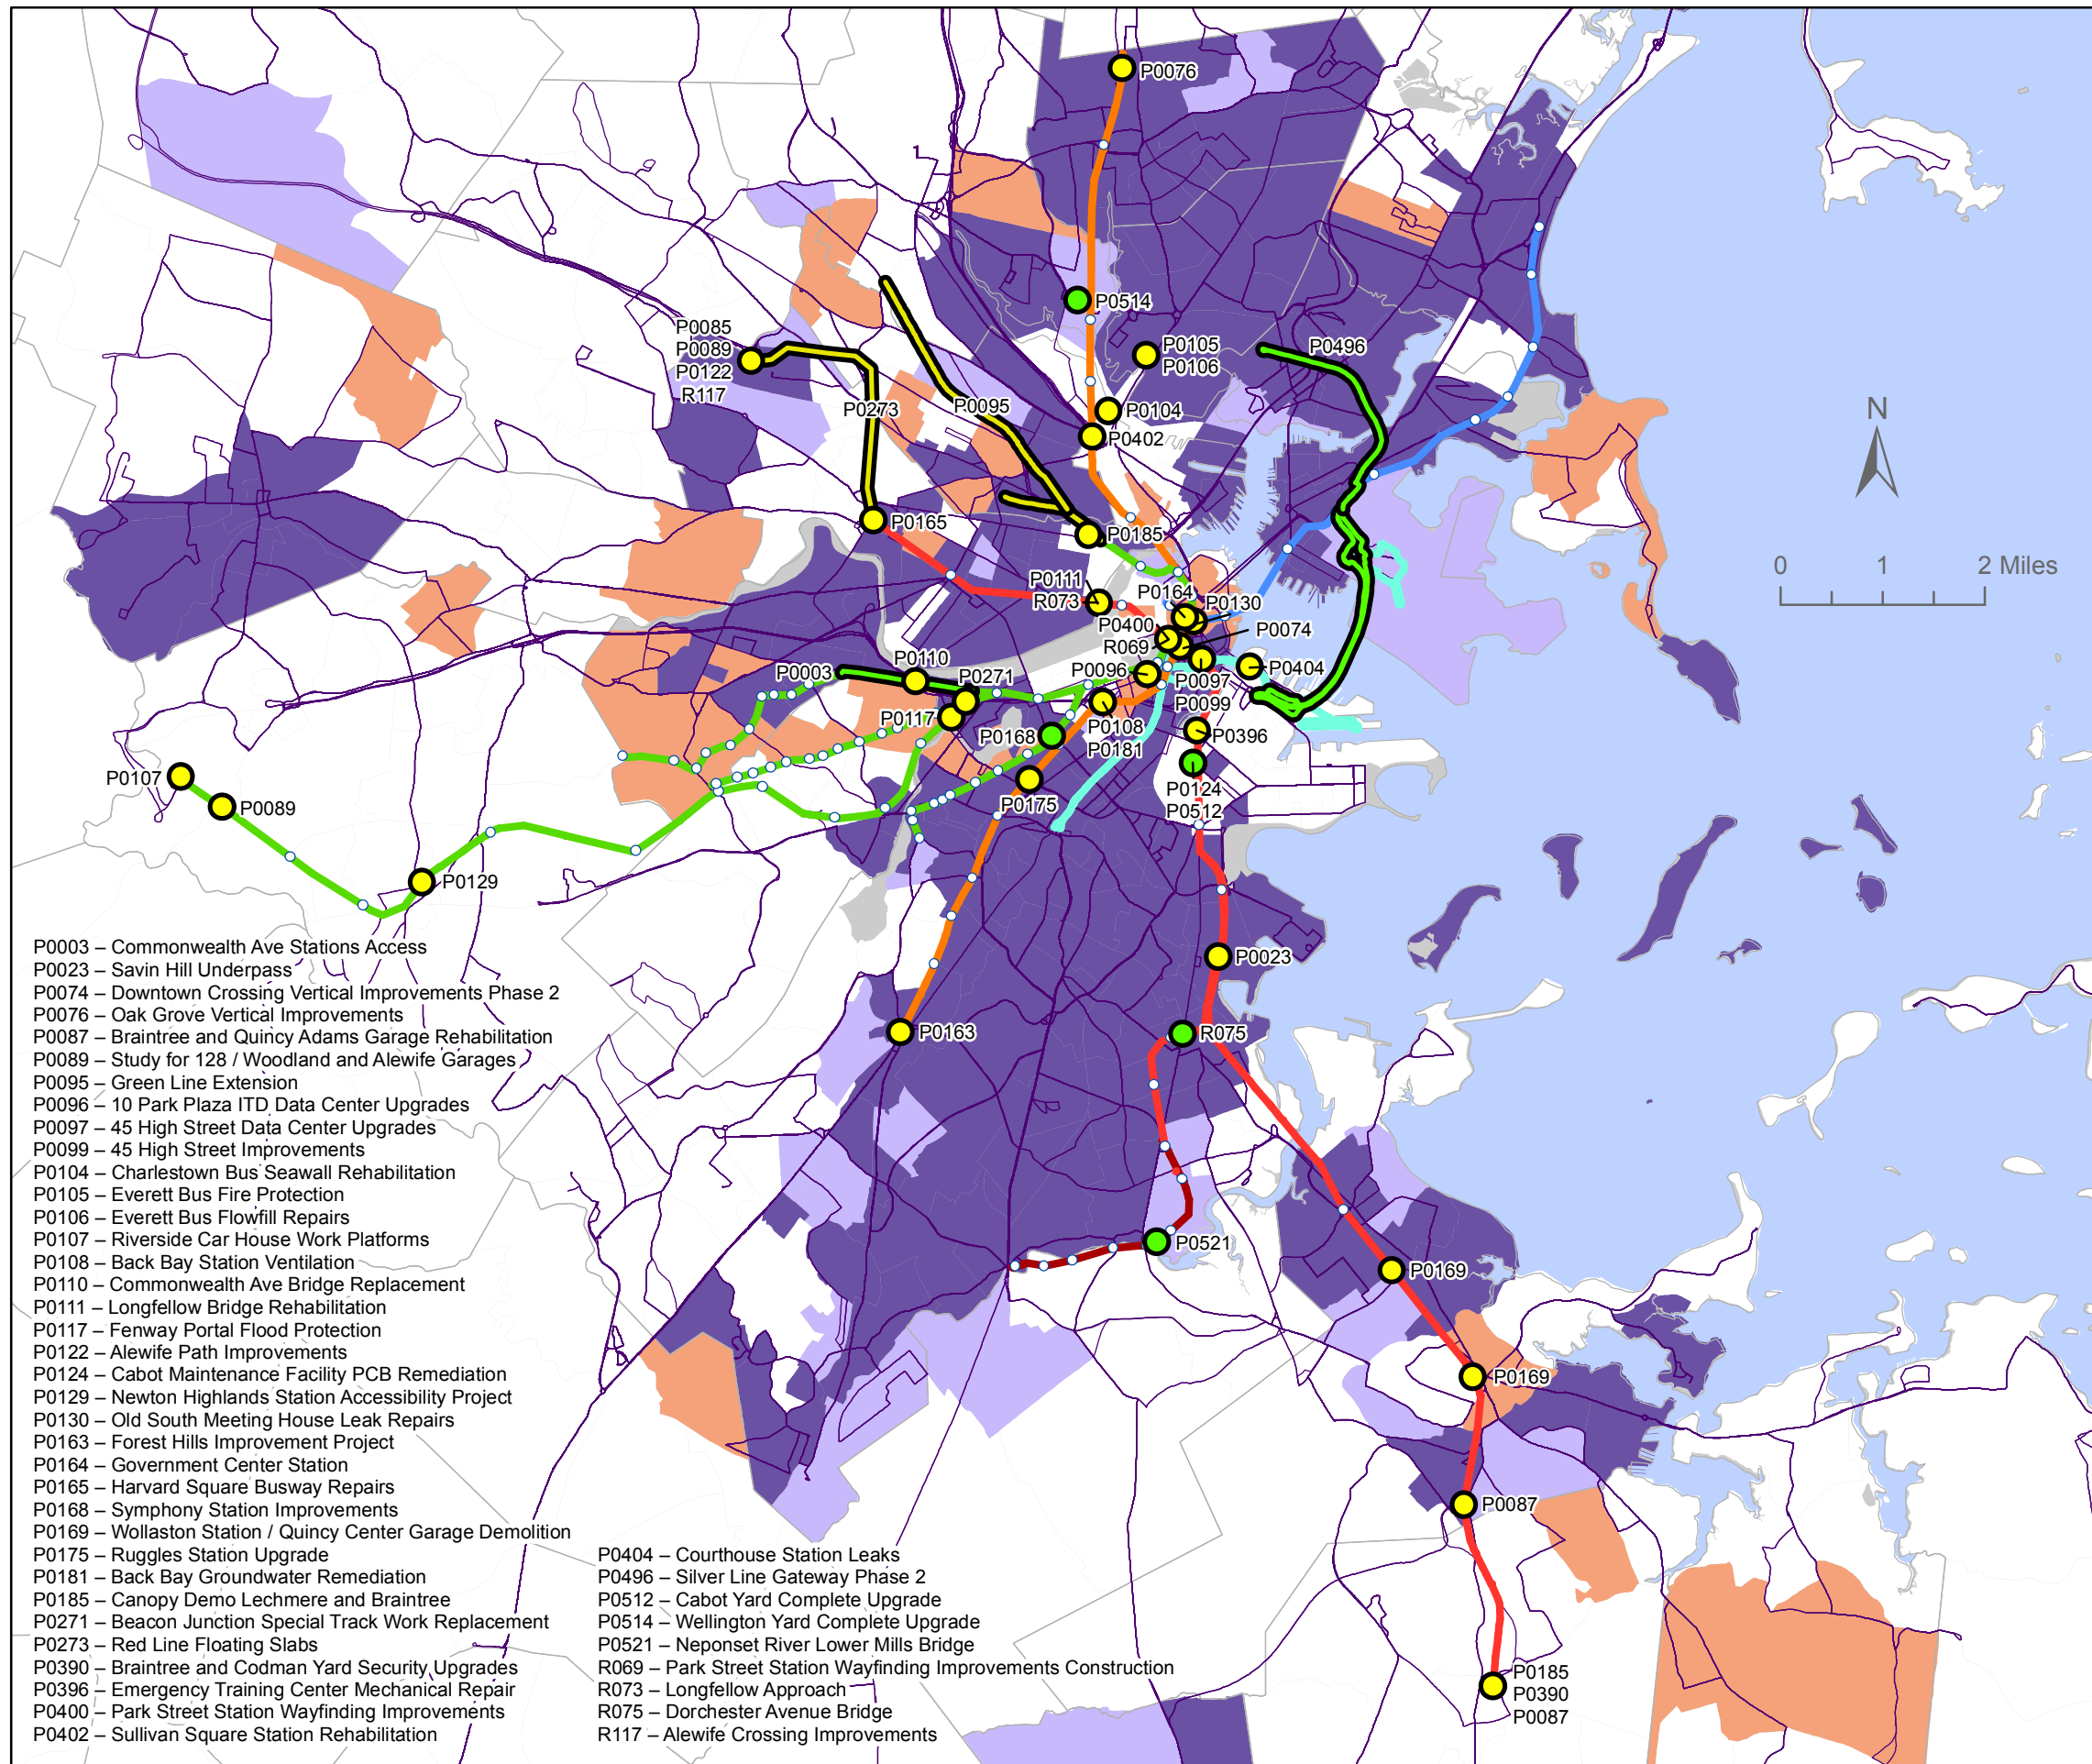 P0076
P0514
P0085
P0089
P0122
R117
P0105
P0106
P0496
P0273
P0095
P0104
P0402
N
P0165
P0185
0 1 2 Miles
P0111
R073
P0164
P0130
P0400
R069
P0074
P0003
P0110
P0271
P0096
P0097
P0099
P0404
P0117
P0168
P0108
P0181
P0396
P0107
P0089
P0175
P0124
P0512
P0129
P0023
P0163
R075
P0521
P0169
P0169
P0087
P0185
P0390
P0087
P0003 – Commonwealth Ave Stations Access
P0023 – Savin Hill Underpass
P0074 – Downtown Crossing Vertical Improvements Phase 2
P0076 – Oak Grove Vertical Improvements
P0087 – Braintree and Quincy Adams Garage Rehabilitation
P0089 – Study for 128 / Woodland and Alewife Garages
P0095 – Green Line Extension
P0096 – 10 Park Plaza ITD Data Center Upgrades
P0097 – 45 High Street Data Center Upgrades
P0099 – 45 High Street Improvements
P0104 – Charlestown Bus Seawall Rehabilitation
P0105 – Everett Bus Fire Protection
P0106 – Everett Bus Flowfill Repairs
P0107 – Riverside Car House Work Platforms
P0108 – Back Bay Station Ventilation
P0110 – Commonwealth Ave Bridge Replacement
P0111 – Longfellow Bridge Rehabilitation
P0117 – Fenway Portal Flood Protection
P0122 – Alewife Path Improvements
P0124 – Cabot Maintenance Facility PCB Remediation
P0129 – Newton Highlands Station Accessibility Project
P0130 – Old South Meeting House Leak Repairs
P0163 – Forest Hills Improvement Project
P0164 – Government Center Station
P0165 – Harvard Square Busway Repairs
P0168 – Symphony Station Improvements
P0169 – Wollaston Station / Quincy Center Garage Demolition
P0175 – Ruggles Station Upgrade
P0181 – Back Bay Groundwater Remediation
P0185 – Canopy Demo Lechmere and Braintree
P0271 – Beacon Junction Special Track Work Replacement
P0273 – Red Line Floating Slabs
P0390 – Braintree and Codman Yard Security Upgrades
P0396 – Emergency Training Center Mechanical Repair
P0400 – Park Street Station Wayfinding Improvements
P0402 – Sullivan Square Station Rehabilitation
P0404 – Courthouse Station Leaks
P0496 – Silver Line Gateway Phase 2
P0512 – Cabot Yard Complete Upgrade
P0514 – Wellington Yard Complete Upgrade
P0521 – Neponset River Lower Mills Bridge
R069 – Park Street Station Wayfinding Improvements Construction
R073 – Longfellow Approach
R075 – Dorchester Avenue Bridge
R117 – Alewife Crossing Improvements